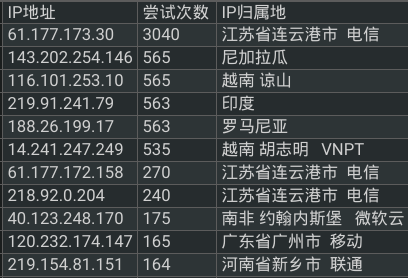 IP地址 尝试次数 IP归属地
61.177.173.30 3040 江苏省连云港市 电信
143.202.254.146 565 尼加拉瓜
116.101.253.10 565 越南 谅山
219.91.241.79 563 印度
188.26.199.17 563 罗马尼亚
14.241.247.249 535 越南 胡志明 VNPT
61.177.172.158 270 江苏省连云港市 电信
218.92.0.204 240 江苏省连云港市 电信
40.123.248.170 175 南非 约翰内斯堡 微软云
120.232.174.147 165 广东省广州市 移动
219.154.81.151 164 河南省新乡市 联通